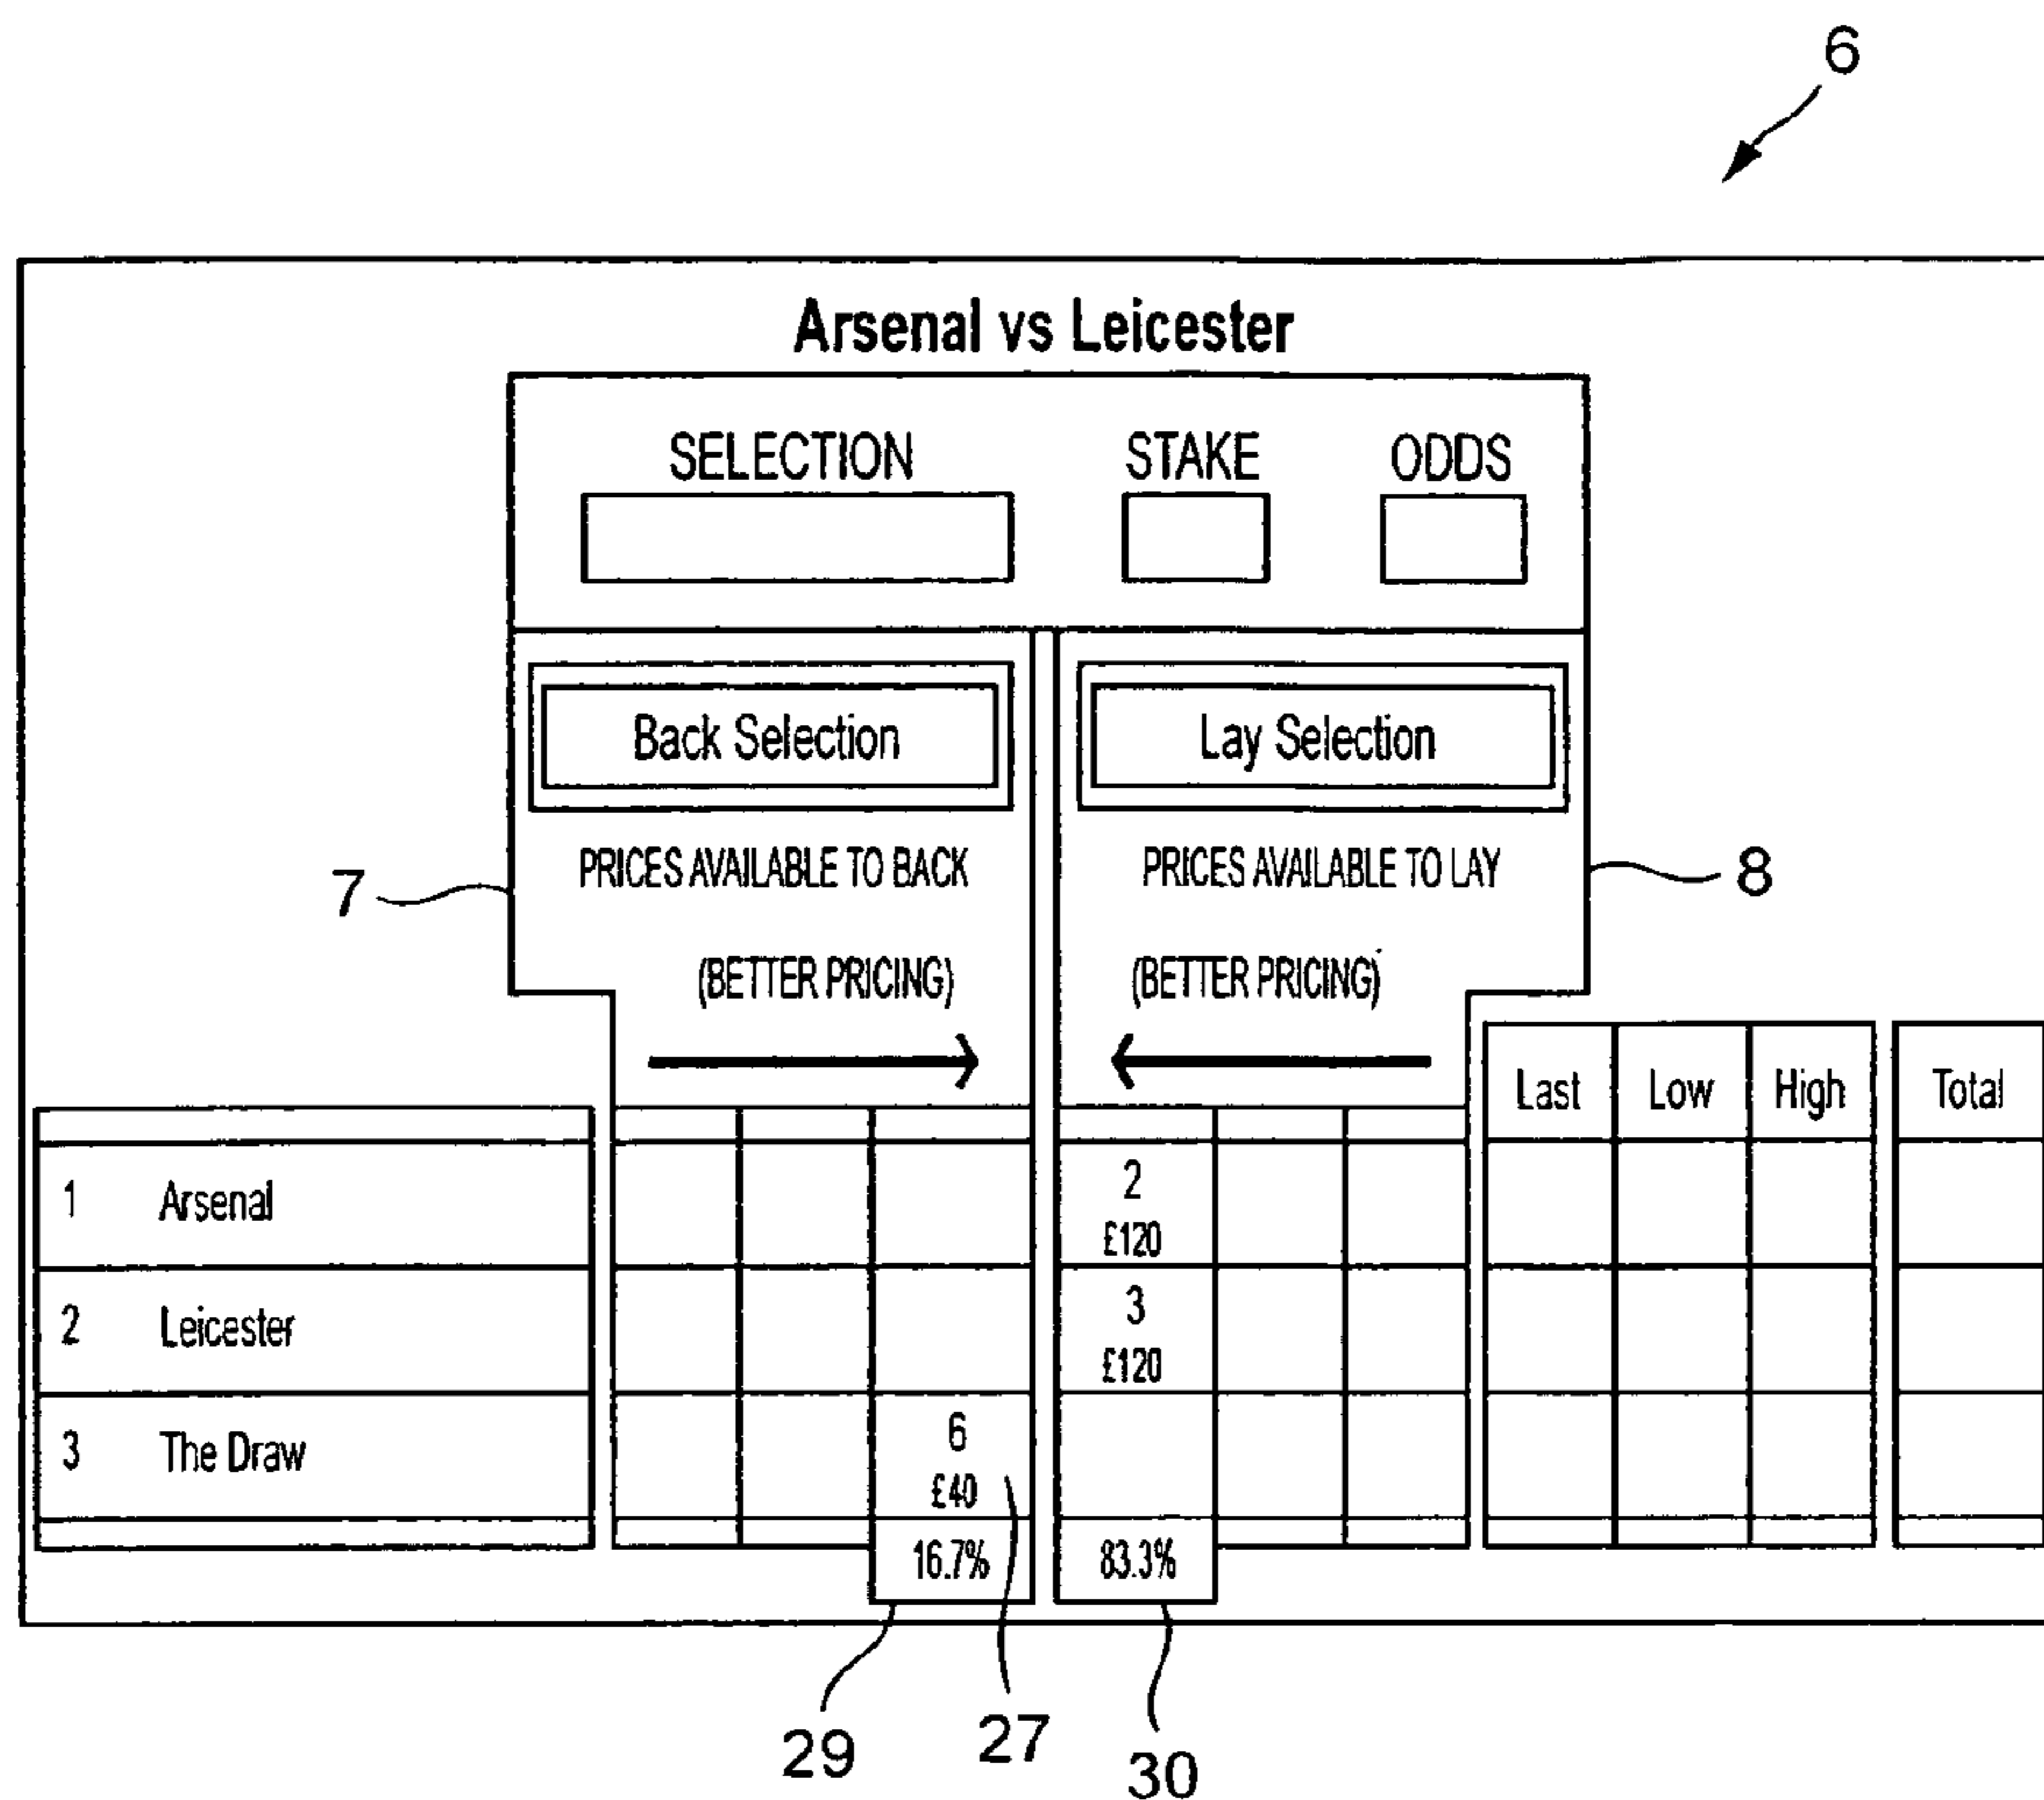 6
Arsenal vs Leicester
SELECTION STAKE ODDS
Back Selection Lay Selection
7 PRICES AVAILABLE TO BACK PRICES AVAILABLE TO LAY 8
(BETTER PRICING) (BETTER PRICING)
Last Low High Total
1 Arsenal 2
£120
2 Leicester 3
£120
3 The Draw 6
£40
16.7% 83.3%
29 27 30